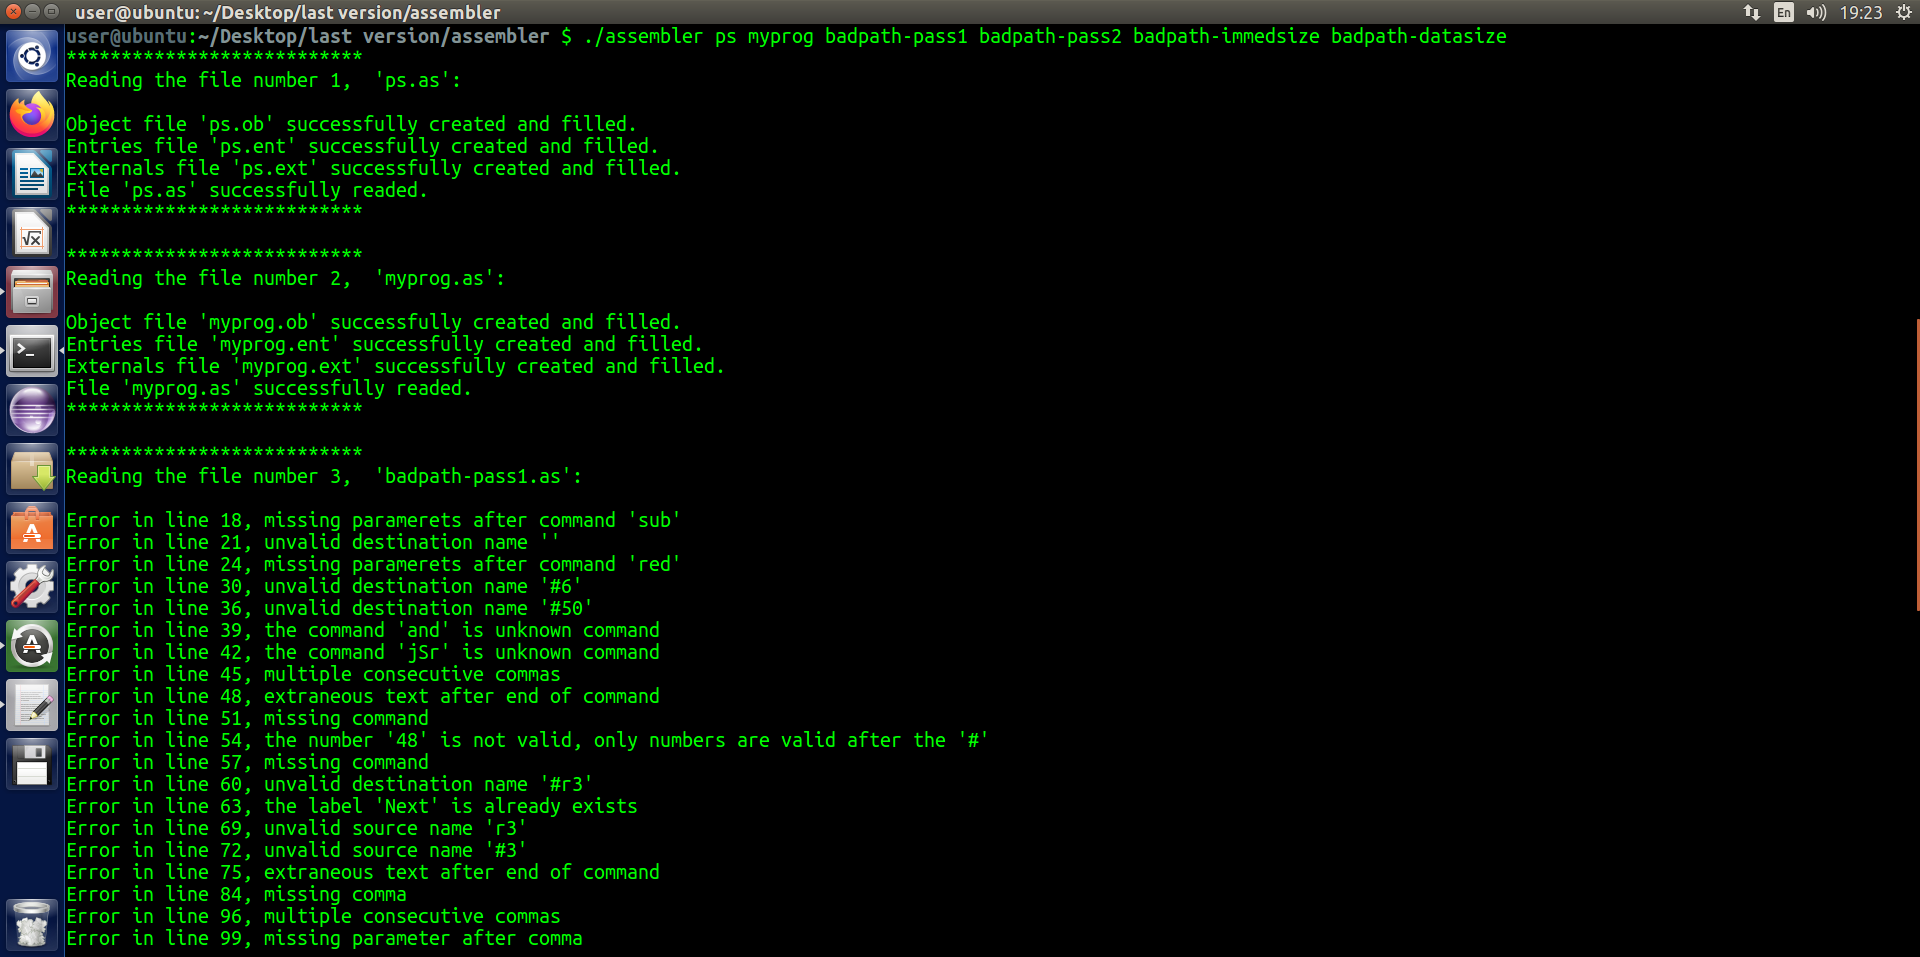 user@ubuntu: ~/Desktop/last version/assembler
En 19:23
user@ubuntu:~/Desktop/last version/assembler $ ./assembler ps myprog badpath-pass1 badpath-pass2 badpath-immedsize badpath-datasize
***************************
Reading the file number 1,  'ps.as':
Object file 'ps.ob' successfully created and filled.
Entries file 'ps.ent' successfully created and filled.
Externals file 'ps.ext' successfully created and filled.
File 'ps.as' successfully readed.
***************************
***************************
Reading the file number 2,  'myprog.as':
Object file 'myprog.ob' successfully created and filled.
Entries file 'myprog.ent' successfully created and filled.
Externals file 'myprog.ext' successfully created and filled.
File 'myprog.as' successfully readed.
***************************
***************************
Reading the file number 3,  'badpath-pass1.as':
Error in line 18, missing paramerets after command 'sub'
Error in line 21, unvalid destination name ''
Error in line 24, missing paramerets after command 'red'
Error in line 30, unvalid destination name '#6'
Error in line 36, unvalid destination name '#50'
Error in line 39, the command 'and' is unknown command
Error in line 42, the command 'jSr' is unknown command
Error in line 45, multiple consecutive commas
Error in line 48, extraneous text after end of command
Error in line 51, missing command
Error in line 54, the number '48' is not valid, only numbers are valid after the '#'
Error in line 57, missing command
Error in line 60, unvalid destination name '#r3'
Error in line 63, the label 'Next' is already exists
Error in line 69, unvalid source name 'r3'
Error in line 72, unvalid source name '#3'
Error in line 75, extraneous text after end of command
Error in line 84, missing comma
Error in line 96, multiple consecutive commas
Error in line 99, missing parameter after comma